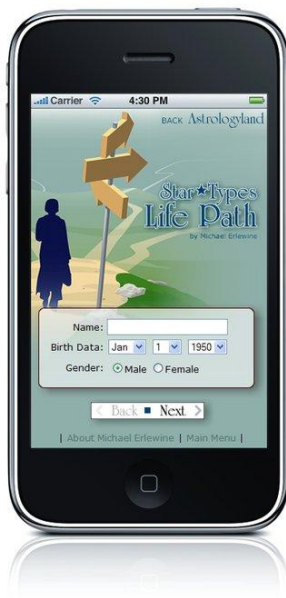 Carrier 4:30 PM
BACK Astrologyland
Star★Types
Life Path
by Michael Erlewine
Name:
Birth Data: Jan 1 1950
Gender: Male Female
< Back ■ Next >
| About Michael Erlewine | Main Menu |